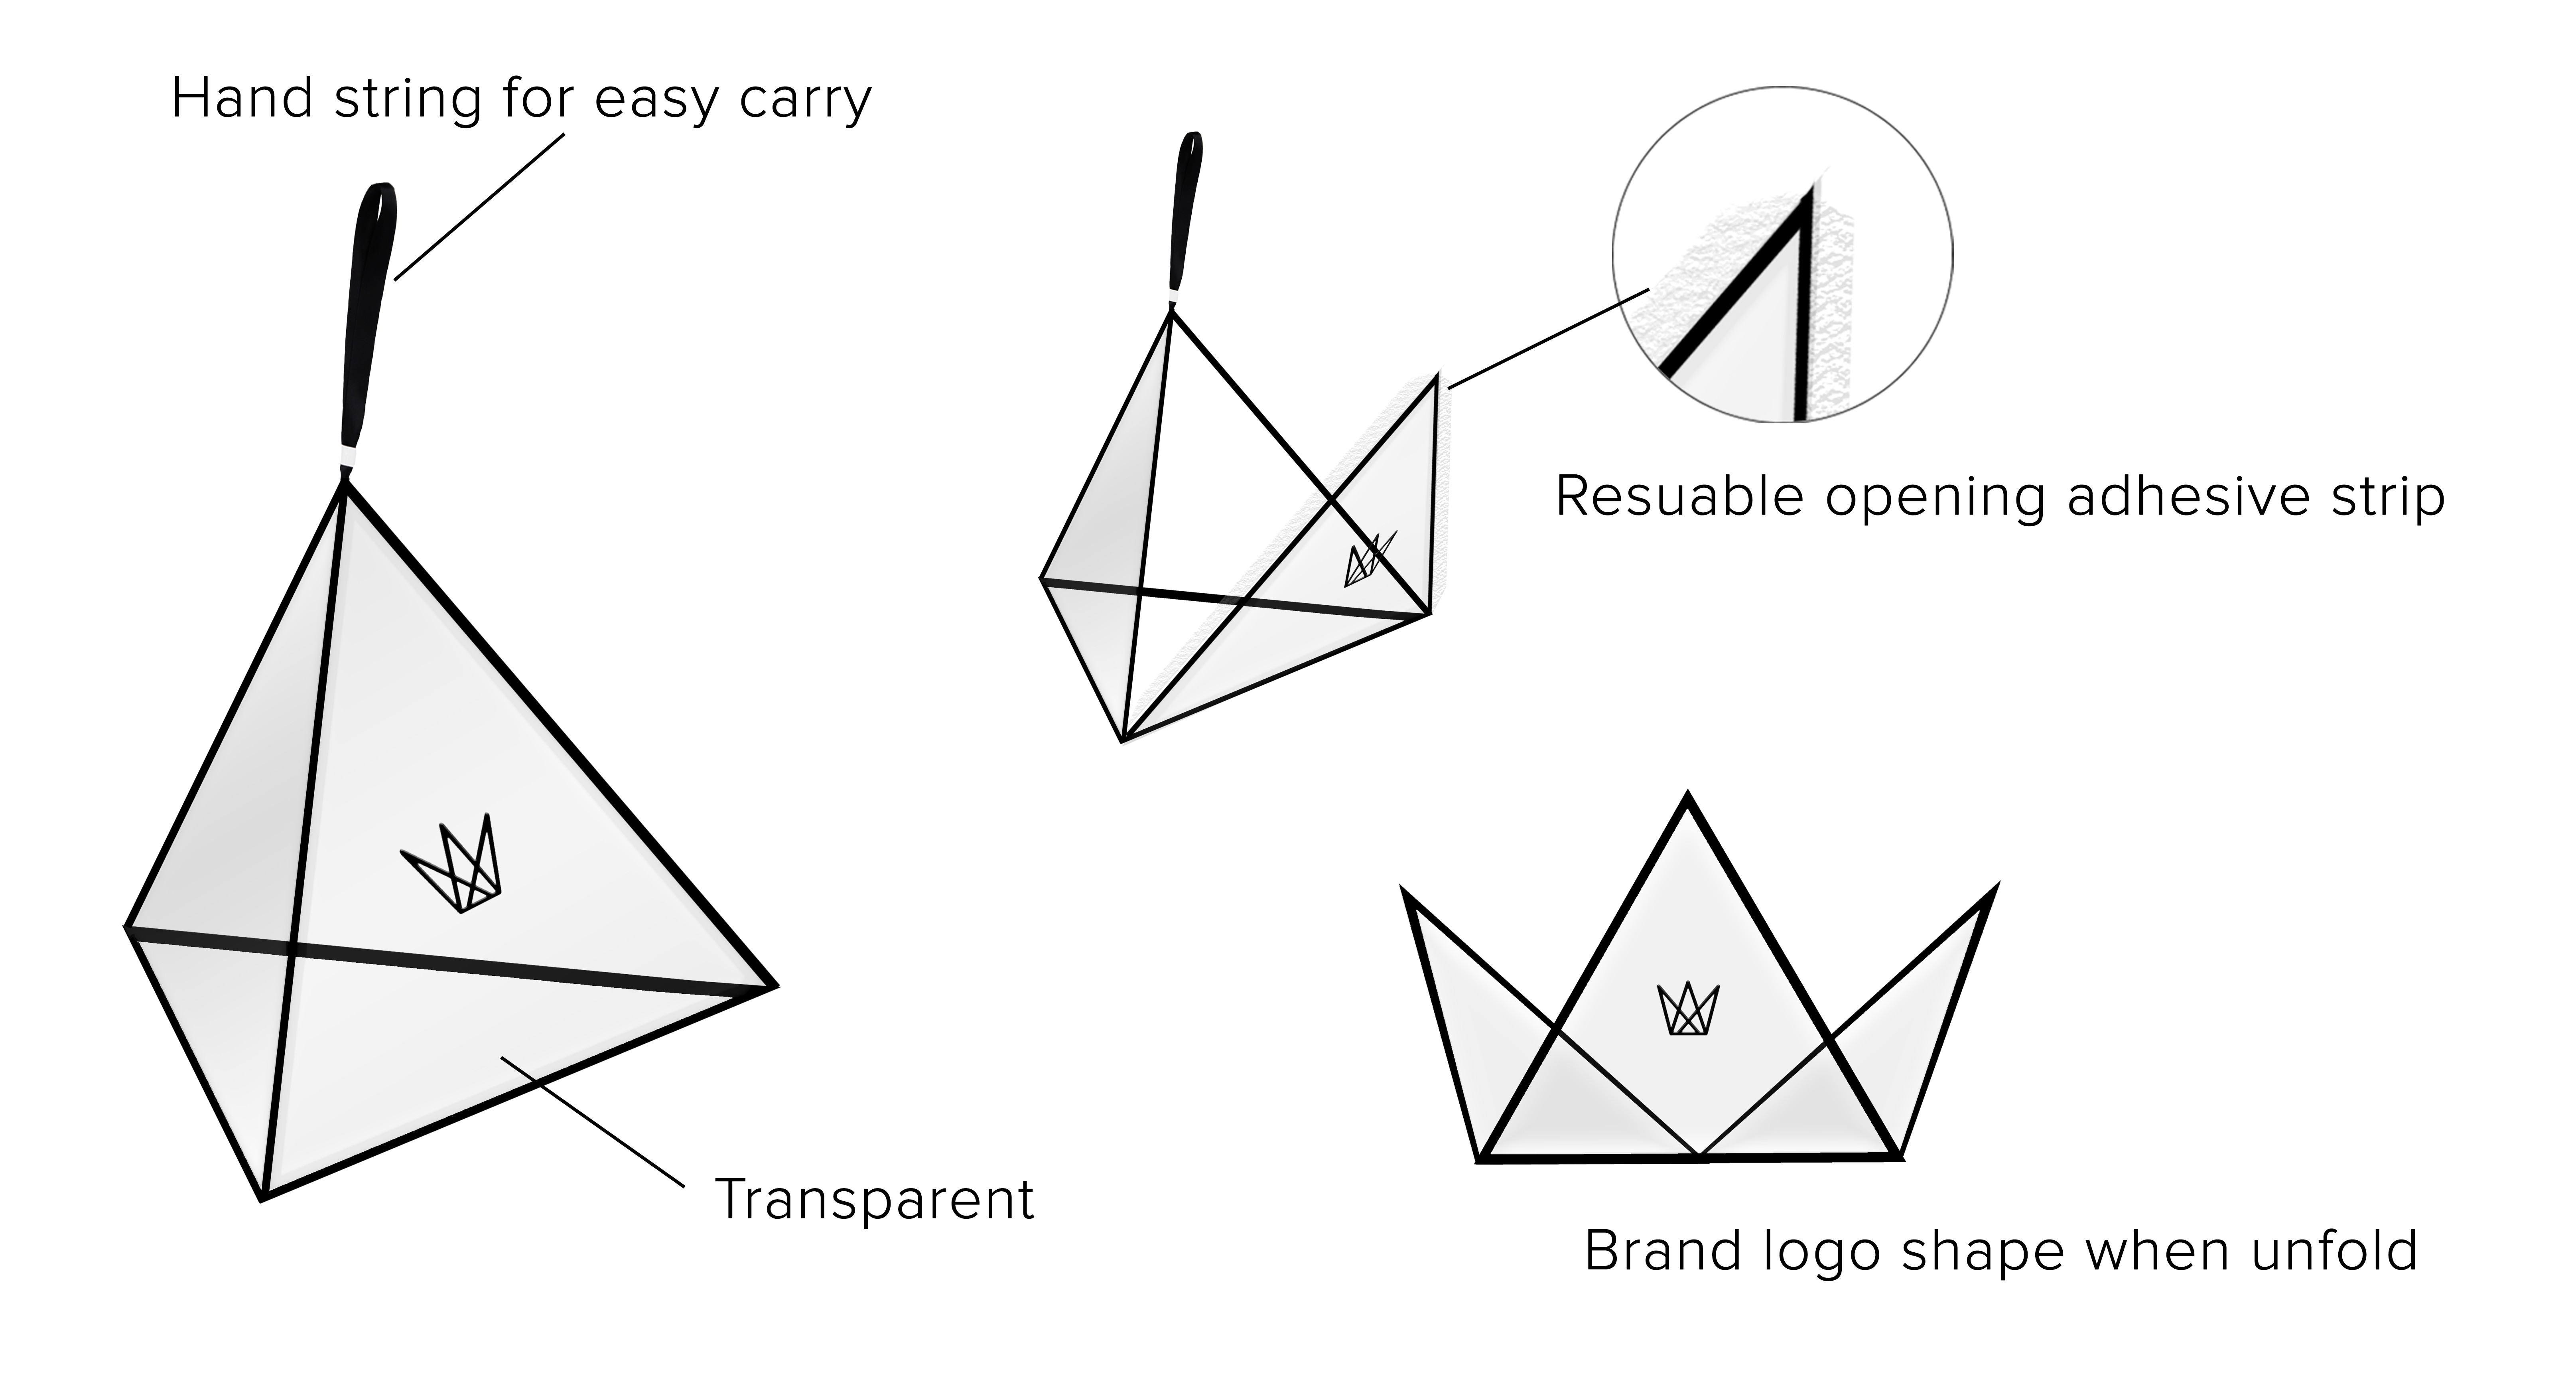 Hand string for easy carry
Resuable opening adhesive strip
Transparent
Brand logo shape when unfold